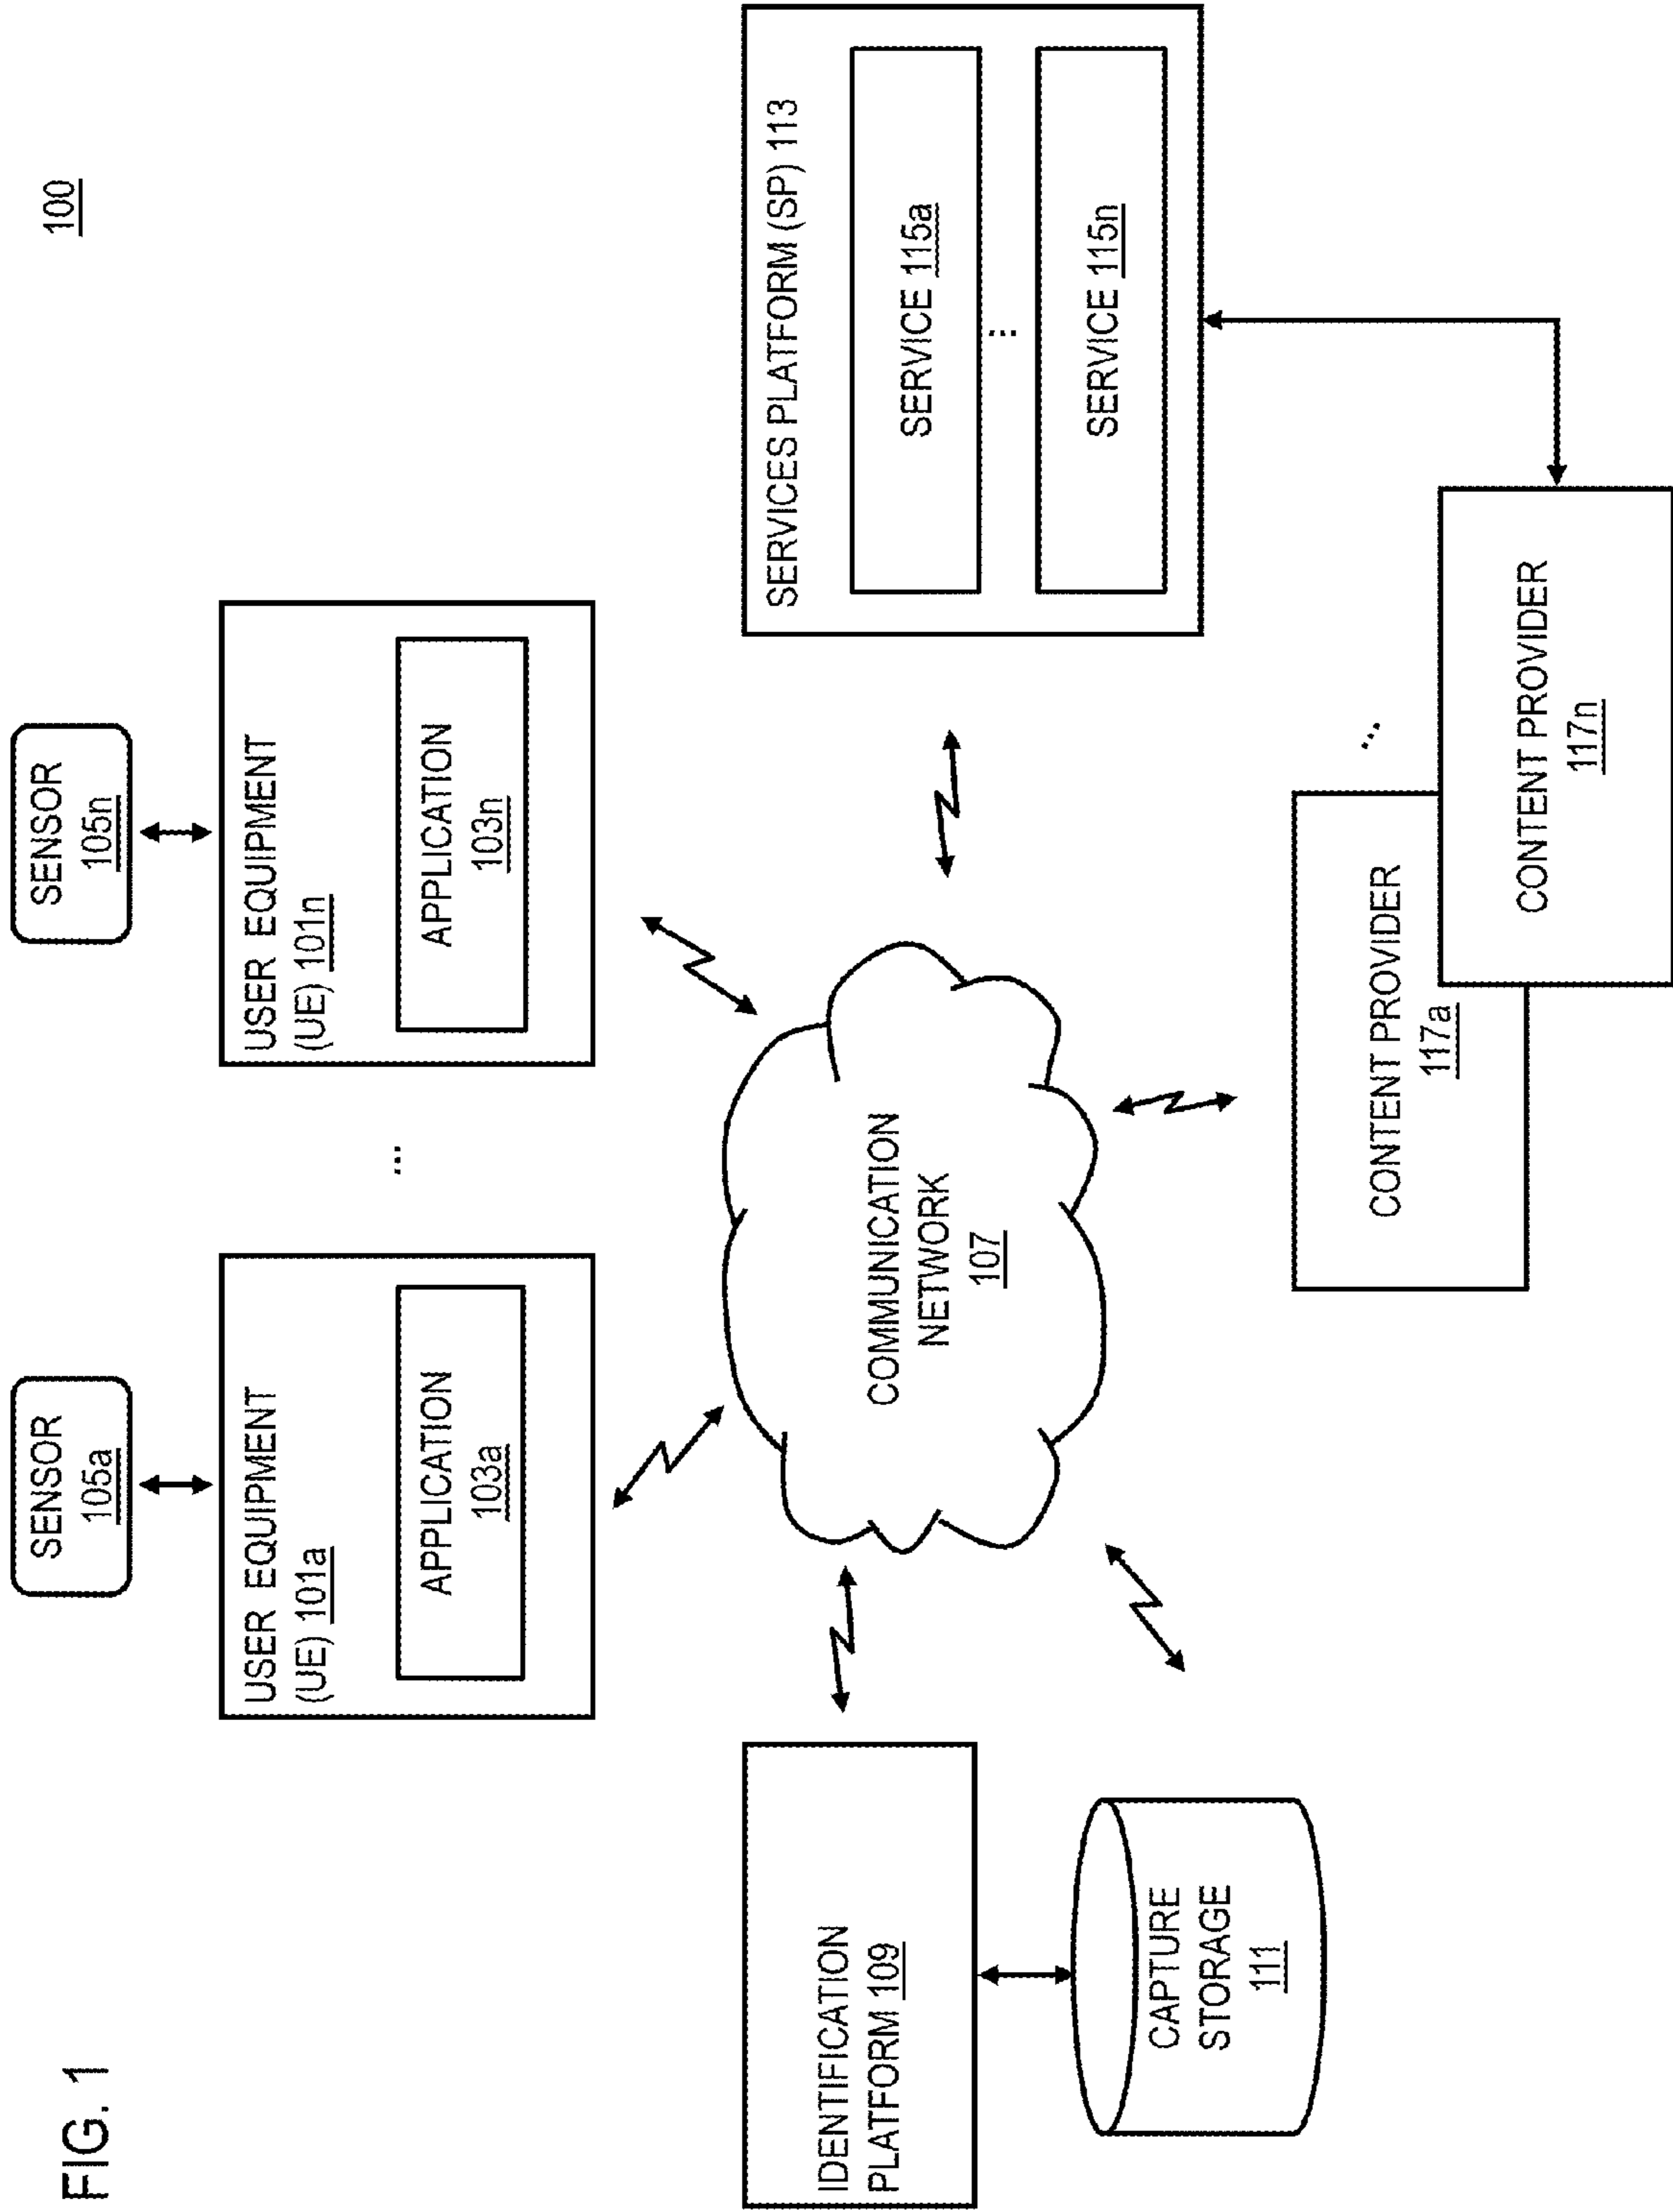 FIG. 1
100
SENSOR
105a
SENSOR
105n
USER EQUIPMENT
(UE) 101a
APPLICATION
103a
...
USER EQUIPMENT
(UE) 101n
APPLICATION
103n
IDENTIFICATION
PLATFORM 109
CAPTURE
STORAGE
111
COMMUNICATION
NETWORK
107
SERVICES PLATFORM (SP) 113
SERVICE 115a
...
SERVICE 115n
CONTENT PROVIDER
117a
...
CONTENT PROVIDER
117n